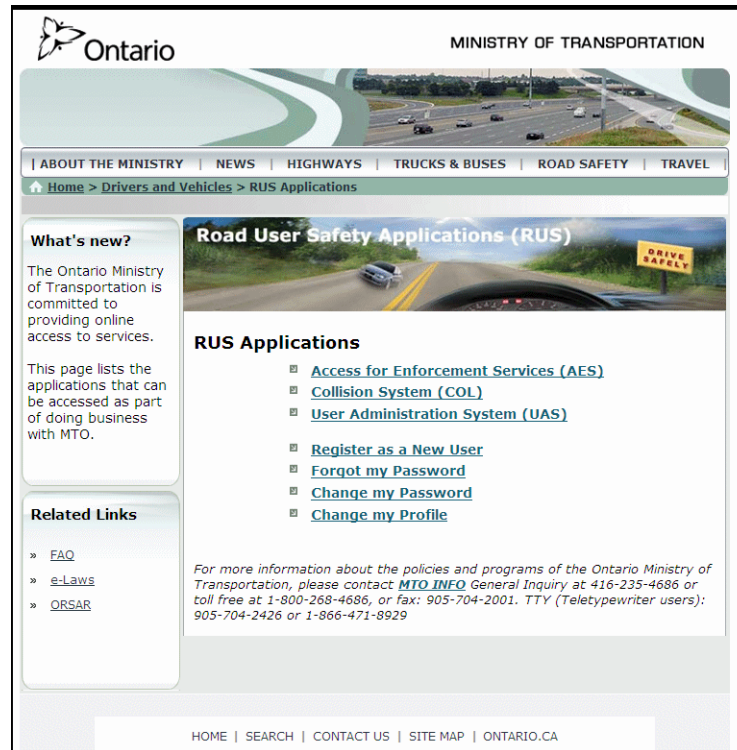 Ontario
MINISTRY OF TRANSPORTATION
| ABOUT THE MINISTRY | NEWS | HIGHWAYS | TRUCKS & BUSES | ROAD SAFETY | TRAVEL |
Home > Drivers and Vehicles > RUS Applications
What's new?
The Ontario Ministry
of Transportation is
committed to
providing online
access to services.
This page lists the
applications that can
be accessed as part
of doing business
with MTO.
Related Links
» FAQ
» e-Laws
» ORSAR
Road User Safety Applications (RUS)
DRIVE
SAFELY
RUS Applications
Access for Enforcement Services (AES)
Collision System (COL)
User Administration System (UAS)
Register as a New User
Forgot my Password
Change my Password
Change my Profile
For more information about the policies and programs of the Ontario Ministry of
Transportation, please contact MTO INFO General Inquiry at 416-235-4686 or
toll free at 1-800-268-4686, or fax: 905-704-2001. TTY (Teletypewriter users):
905-704-2426 or 1-866-471-8929
HOME | SEARCH | CONTACT US | SITE MAP | ONTARIO.CA